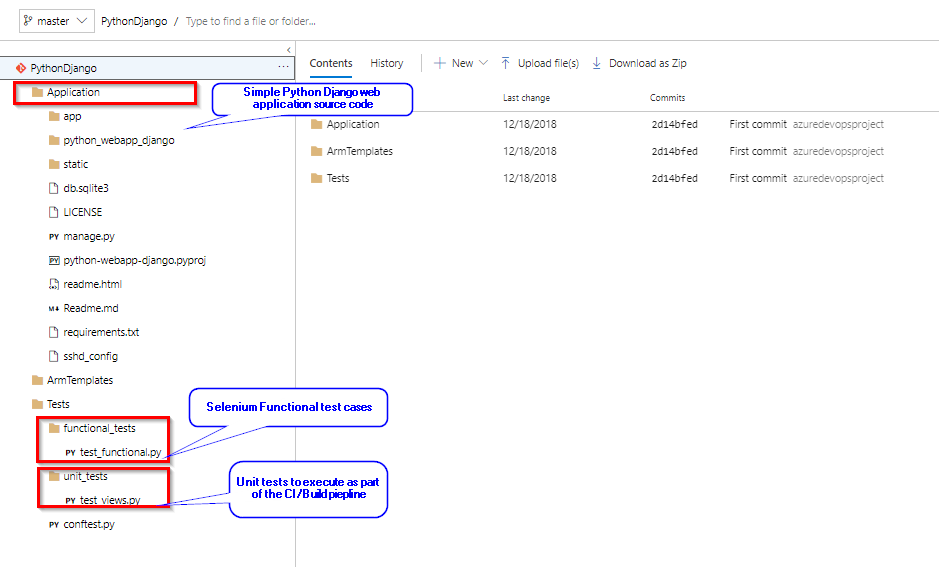 master
PythonDjango / Type to find a file or folder...
PythonDjango ...
Application
app
python_webapp_django
static
db.sqlite3
LICENSE
PY manage.py
PY python-webapp-django.pyproj
readme.html
M↓ Readme.md
requirements.txt
sshd_config
ArmTemplates
Tests
functional_tests
PY test_functional.py
unit_tests
PY test_views.py
PY conftest.py
Simple Python Django web
application source code
Selenium Functional test cases
Unit tests to execute as part
of the CI/Build piepline
Contents History New Upload file(s) Download as Zip
Last change Commits
Application 12/18/2018 2d14bfed First commit azuredevopsproject
ArmTemplates 12/18/2018 2d14bfed First commit azuredevopsproject
Tests 12/18/2018 2d14bfed First commit azuredevopsproject